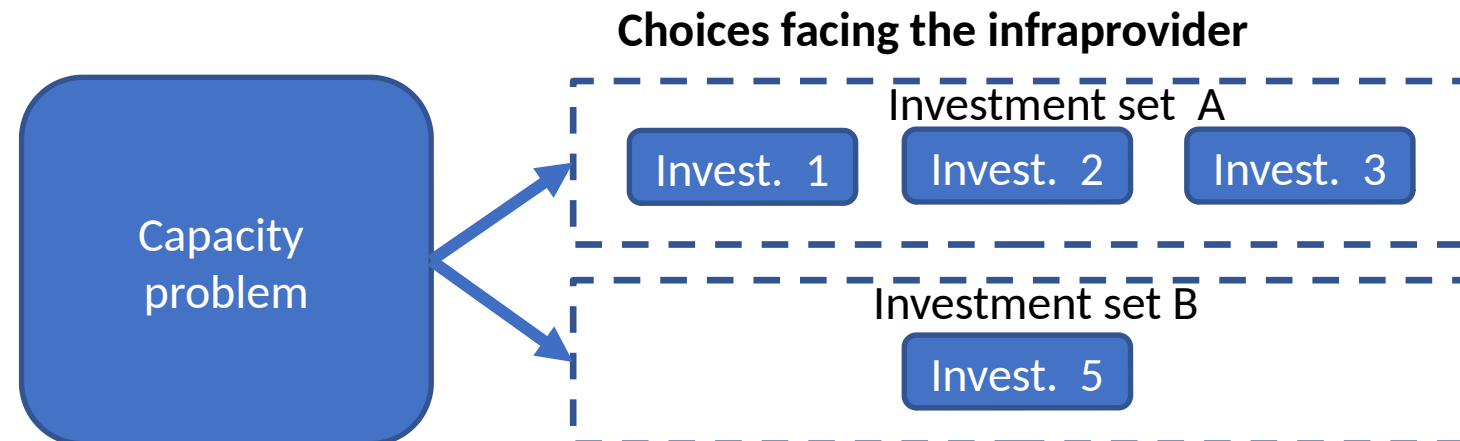 Choices facing the infraprovider
Investment set  A
Invest.  1
Invest.  2
Invest.  3
Capacity
problem
Investment set B
Invest.  5